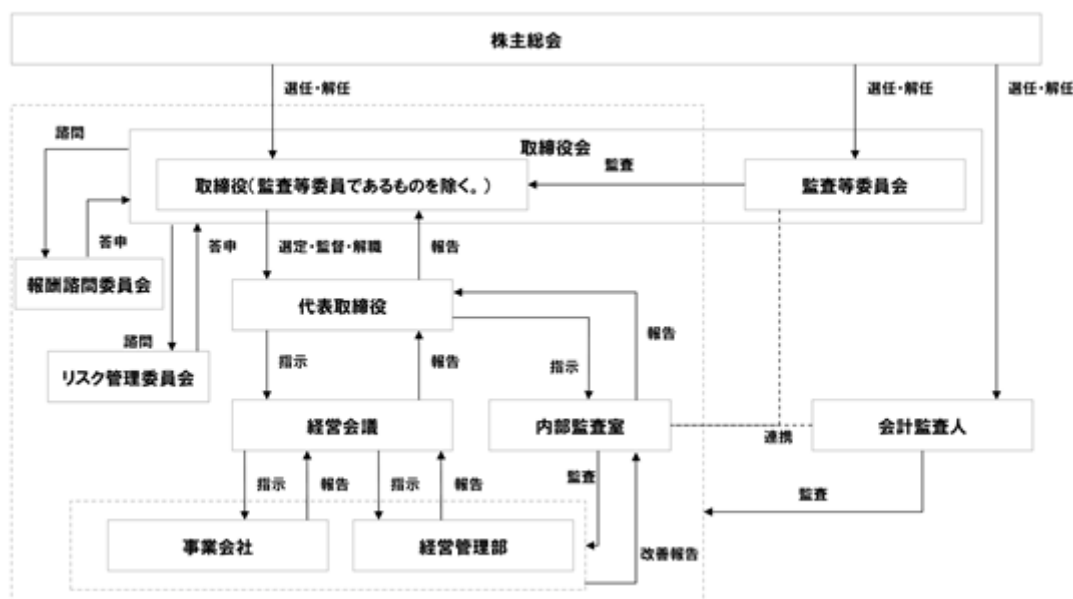 株主総会
選任・解任
選任・解任
選任・解任
諮問
取締役会
監査
取締役(監査等委員であるものを除く。)
監査等委員会
答申
答申
選定・監督・解職
報告
報酬諮問委員会
代表取締役
諮問
報告
リスク管理委員会
指示
報告
指示
経営会議
内部監査室
会計監査人
連携
指示
報告
指示
報告
監査
監査
事業会社
経営管理部
改善報告